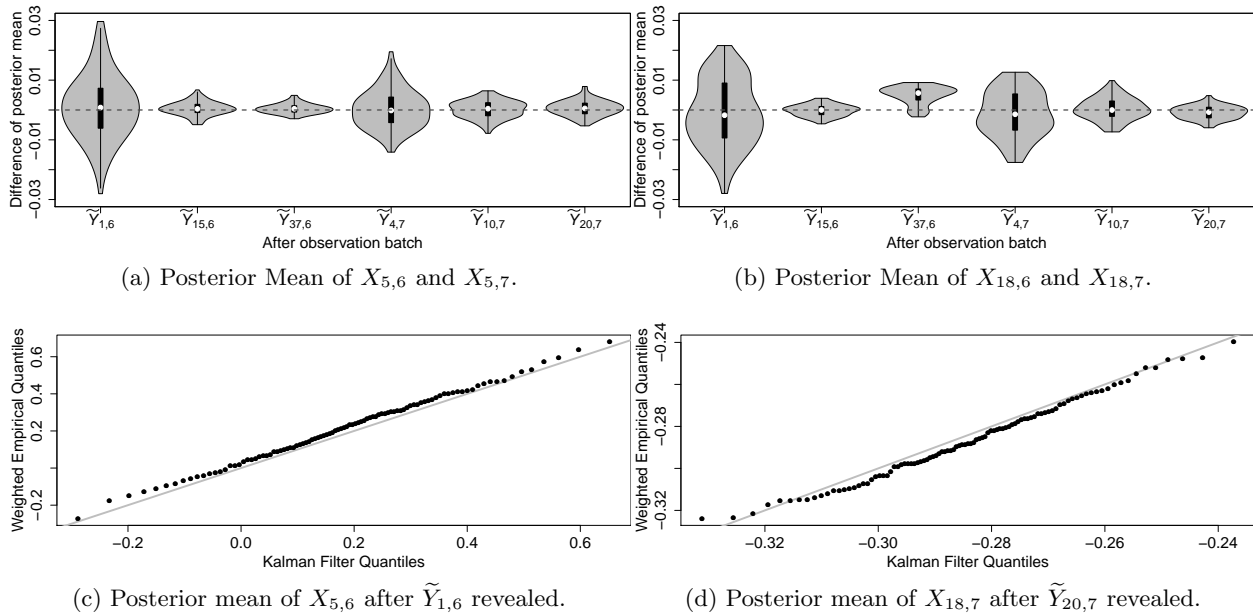 Difference of posterior mean
0.03
0.01
−0.01
−0.03
Ỹ1,6 Ỹ15,6 Ỹ37,6 Ỹ4,7 Ỹ10,7 Ỹ20,7
After observation batch
(a) Posterior Mean of X5,6 and X5,7.
Difference of posterior mean
0.03
0.01
−0.01
−0.03
Ỹ1,6 Ỹ15,6 Ỹ37,6 Ỹ4,7 Ỹ10,7 Ỹ20,7
After observation batch
(b) Posterior Mean of X18,6 and X18,7.
Weighted Empirical Quantiles
0.6
0.4
0.2
−0.2
−0.2 0.0 0.2 0.4 0.6
Kalman Filter Quantiles
(c) Posterior mean of X5,6 after Ỹ1,6 revealed.
Weighted Empirical Quantiles
−0.24
−0.28
−0.32
−0.32 −0.30 −0.28 −0.26 −0.24
Kalman Filter Quantiles
(d) Posterior mean of X18,7 after Ỹ20,7 revealed.